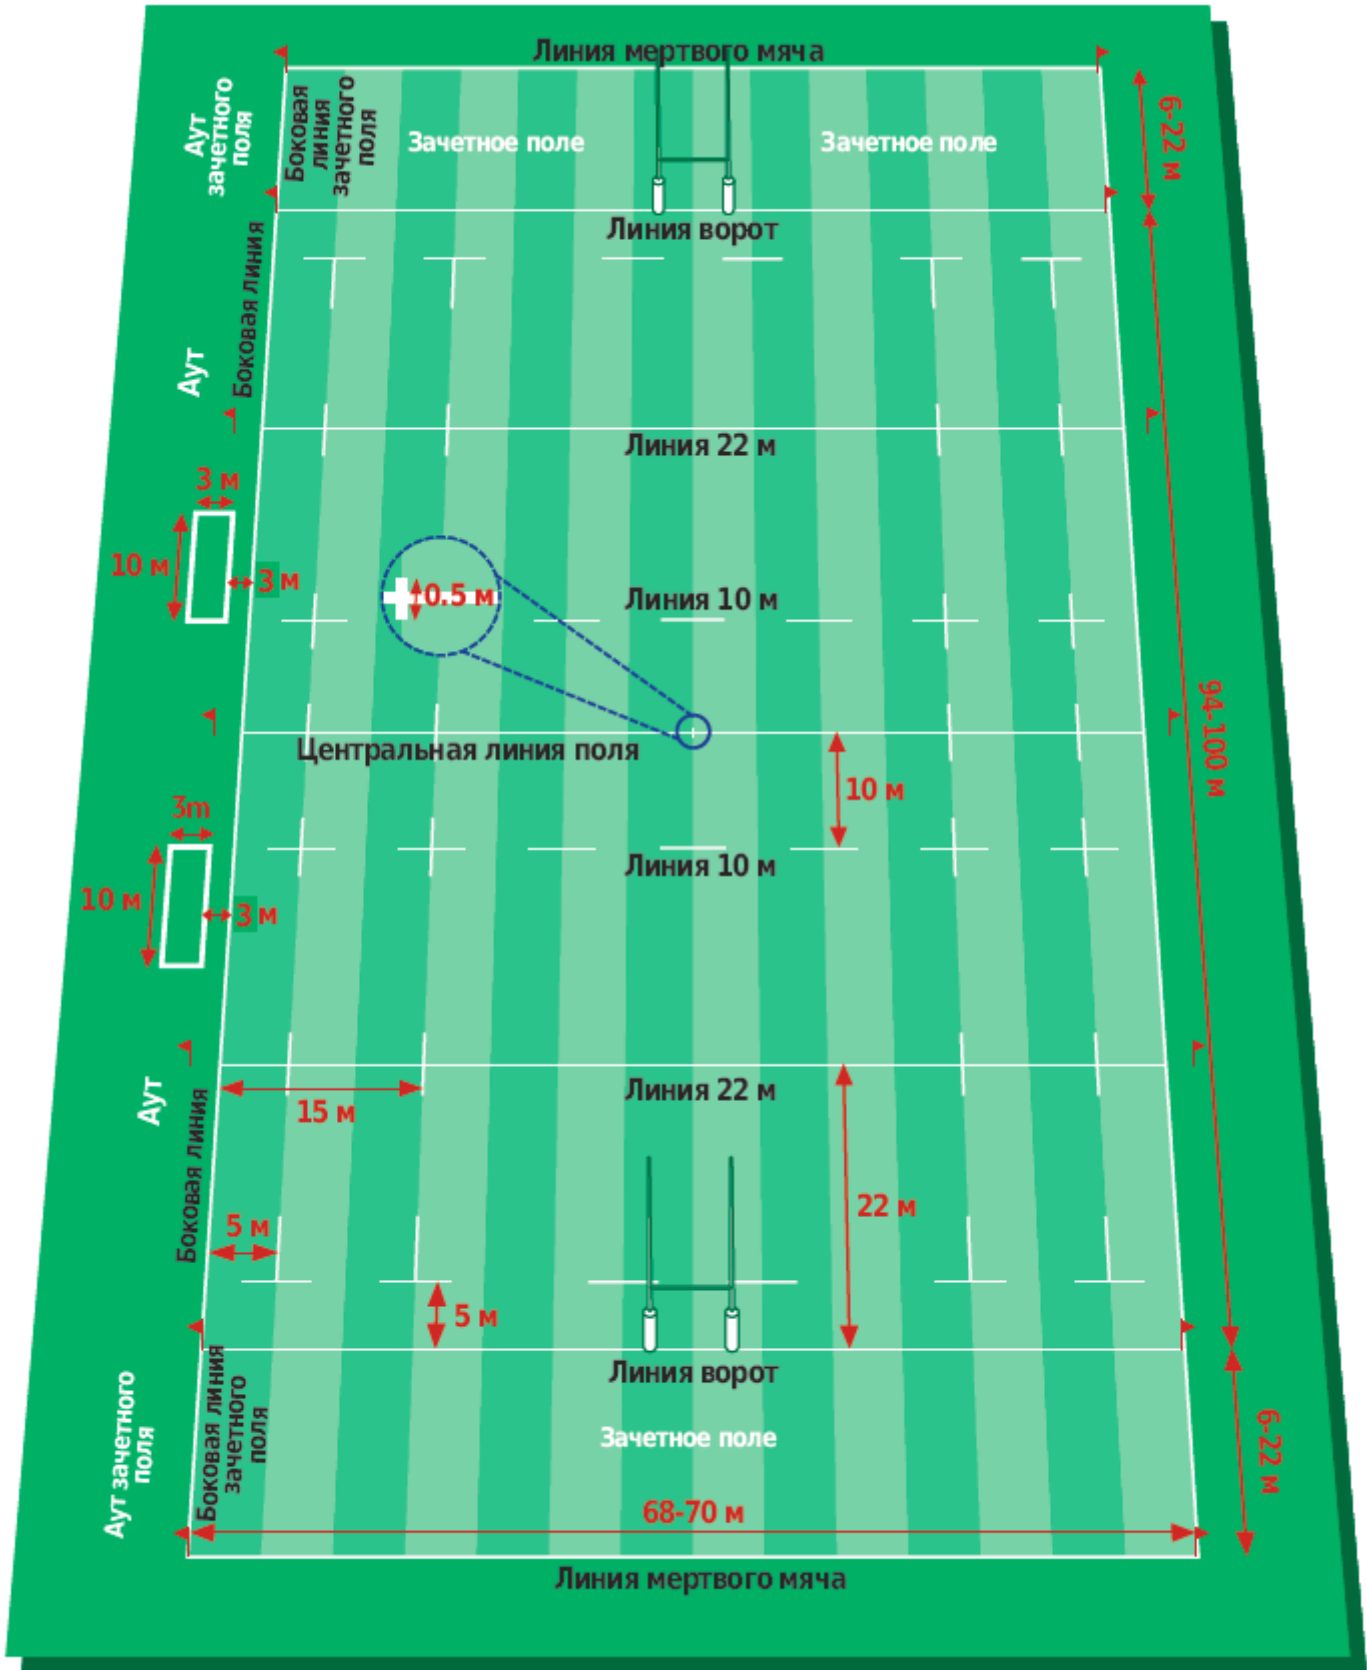 Линия мертвого мяча
Аут
зачетного
поля
Боковая
линия
зачетного
поля
Зачетное поле
Зачетное поле
6-22 м
Линия ворот
Боковая линия
Аут
Линия 22 м
3 м
10 м
3 м
0.5 м
Линия 10 м
94-100 м
Центральная линия поля
10 м
3m
10 м
3 м
Линия 10 м
Аут
Боковая линия
15 м
Линия 22 м
5 м
22 м
5 м
Линия ворот
Аут зачетного
поля
Боковая линия
зачетного
поля
Зачетное поле
6-22 м
68-70 м
Линия мертвого мяча